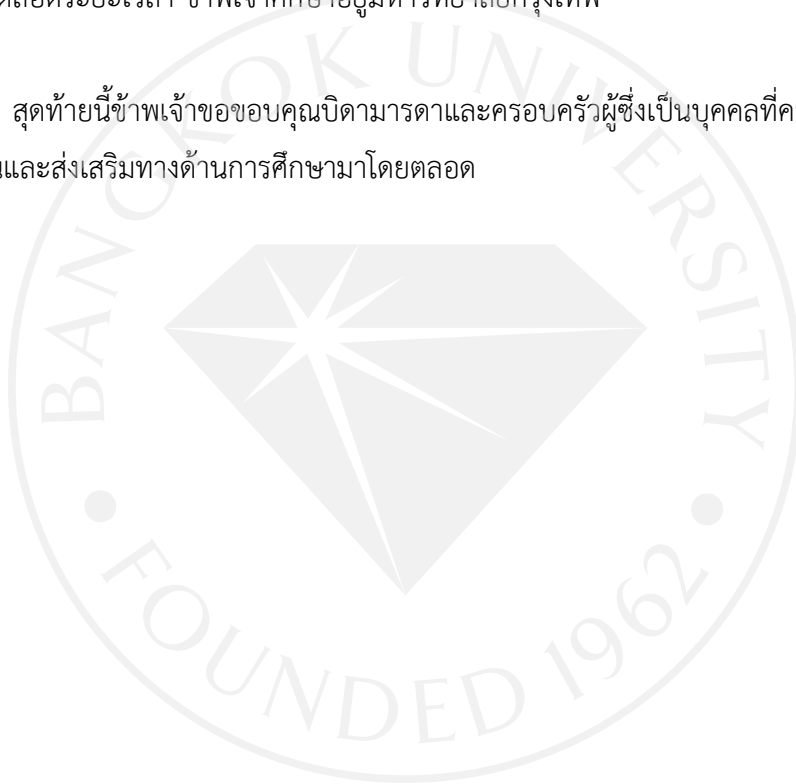 สุดท้ายนี้ข้าพเจ้าขอขอบคุณบิดามารดาและครอบครัวผู้ซึ่งเป็นบุคคลที่ค
และส่งเสริมทางด้านการศึกษามาโดยตลอด
BANGKOK UNIVERSITY
FOUNDED 1962